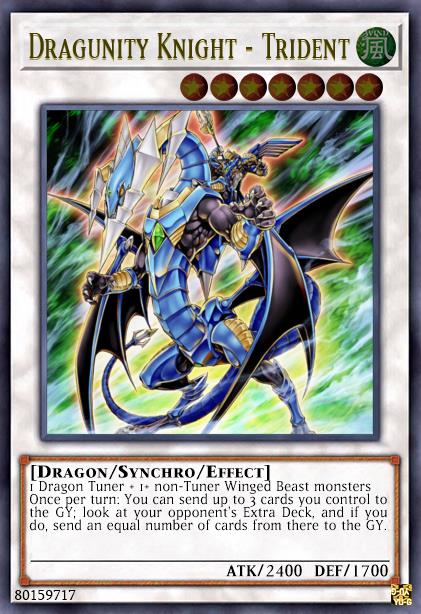 Dragunity Knight - Trident
WIND
風
[Dragon/Synchro/Effect]
1 Dragon Tuner + 1+ non-Tuner Winged Beast monsters
Once per turn: You can send up to 3 cards you control to
the GY; look at your opponent's Extra Deck, and if you
do, send an equal number of cards from there to the GY.
ATK/2400 DEF/1700
80159717